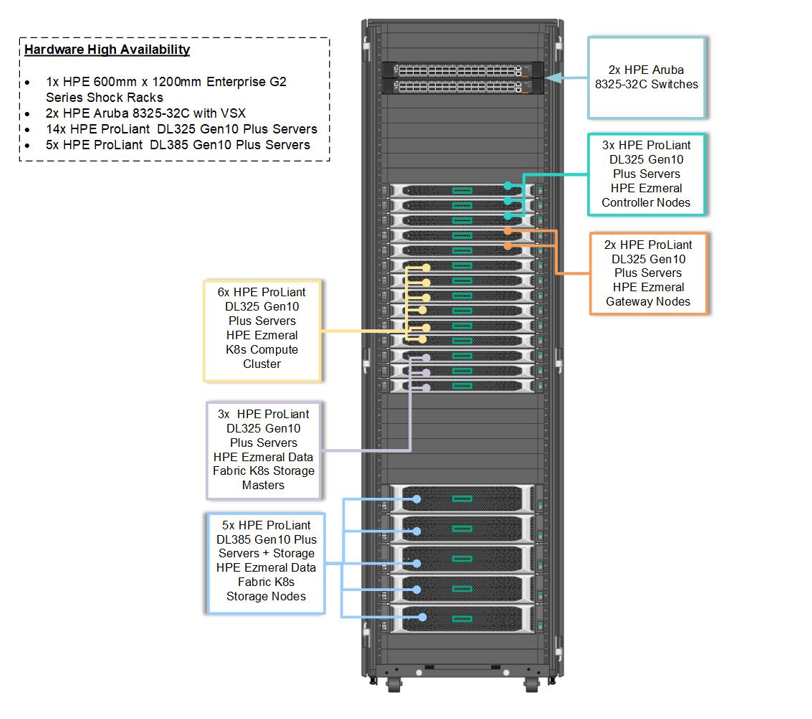 Hardware High Availability
• 1x HPE 600mm x 1200mm Enterprise G2
Series Shock Racks
• 2x HPE Aruba 8325-32C with VSX
• 14x HPE ProLiant DL325 Gen10 Plus Servers
• 5x HPE ProLiant DL385 Gen10 Plus Servers
2x HPE Aruba
8325-32C Switches
3x HPE ProLiant
DL325 Gen10
Plus Servers
HPE Ezmeral
Controller Nodes
2x HPE ProLiant
DL325 Gen10
Plus Servers
HPE Ezmeral
Gateway Nodes
6x HPE ProLiant
DL325 Gen10
Plus Servers
HPE Ezmeral
K8s Compute
Cluster
3x HPE ProLiant
DL325 Gen10
Plus Servers
HPE Ezmeral Data
Fabric K8s Storage
Masters
5x HPE ProLiant
DL385 Gen10 Plus
Servers + Storage
HPE Ezmeral Data
Fabric K8s
Storage Nodes